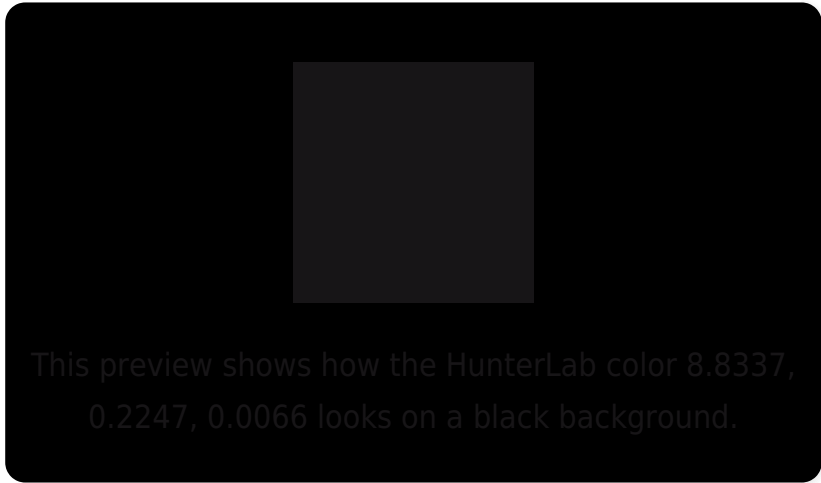 This preview shows how the HunterLab color 8.8337,
0.2247, 0.0066 looks on a black background.